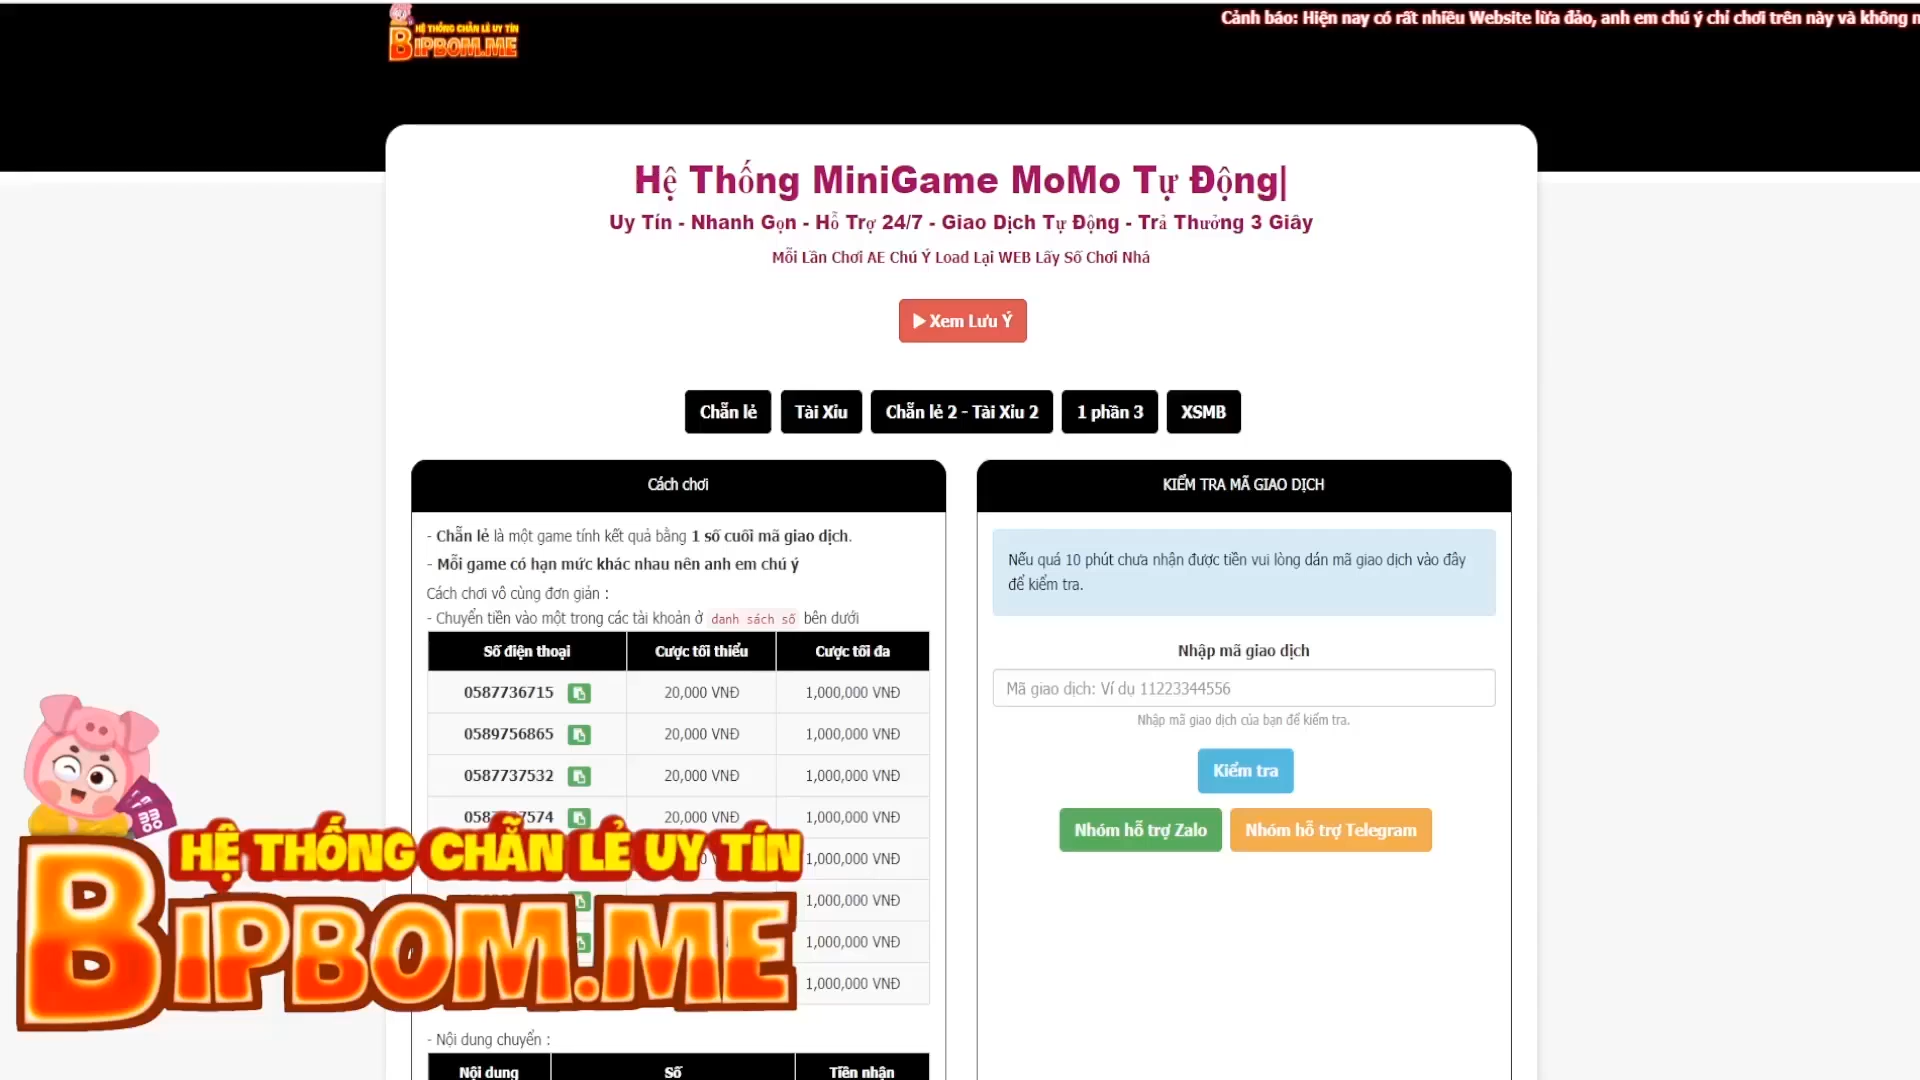 HỆ THỐNG CHẴN LẺ UY TÍN
BIPBOM.ME
Cảnh báo: Hiện nay có rất nhiều Website lừa đảo, anh em chú ý chỉ chơi trên này và không
Hệ Thống MiniGame MoMo Tự Động|
Uy Tín - Nhanh Gọn - Hỗ Trợ 24/7 - Giao Dịch Tự Động - Trả Thưởng 3 Giây
Mỗi Lần Chơi AE Chú Ý Load Lại WEB Lấy Số Chơi Nhá
Xem Lưu Ý
Chẵn lẻ Tài Xỉu Chẵn lẻ 2 - Tài Xỉu 2 1 phần 3 XSMB
Cách chơi
- Chẵn lẻ là một game tính kết quả bằng 1 số cuối mã giao dịch.
- Mỗi game có hạn mức khác nhau nên anh em chú ý
Cách chơi vô cùng đơn giản :
- Chuyển tiền vào một trong các tài khoản ở danh sách số bên dưới
Số điện thoại Cược tối thiểu Cược tối đa
0587736715 20,000 VNĐ 1,000,000 VNĐ
0589756865 20,000 VNĐ 1,000,000 VNĐ
0587737532 20,000 VNĐ 1,000,000 VNĐ
20,000 VNĐ 1,000,000 VNĐ
1,000,000 VNĐ
1,000,000 VNĐ
1,000,000 VNĐ
1,000,000 VNĐ
- Nội dung chuyển :
Nội dung Số Tiền nhận
KIỂM TRA MÃ GIAO DỊCH
Nếu quá 10 phút chưa nhận được tiền vui lòng dán mã giao dịch vào đây
để kiểm tra.
Nhập mã giao dịch
Mã giao dịch: Ví dụ 11223344556
Nhập mã giao dịch của bạn để kiểm tra.
Kiểm tra
Nhóm hỗ trợ Zalo Nhóm hỗ trợ Telegram
mo
mo
HỆ THỐNG CHẴN LẺ UY TÍN
BIPBOM.ME